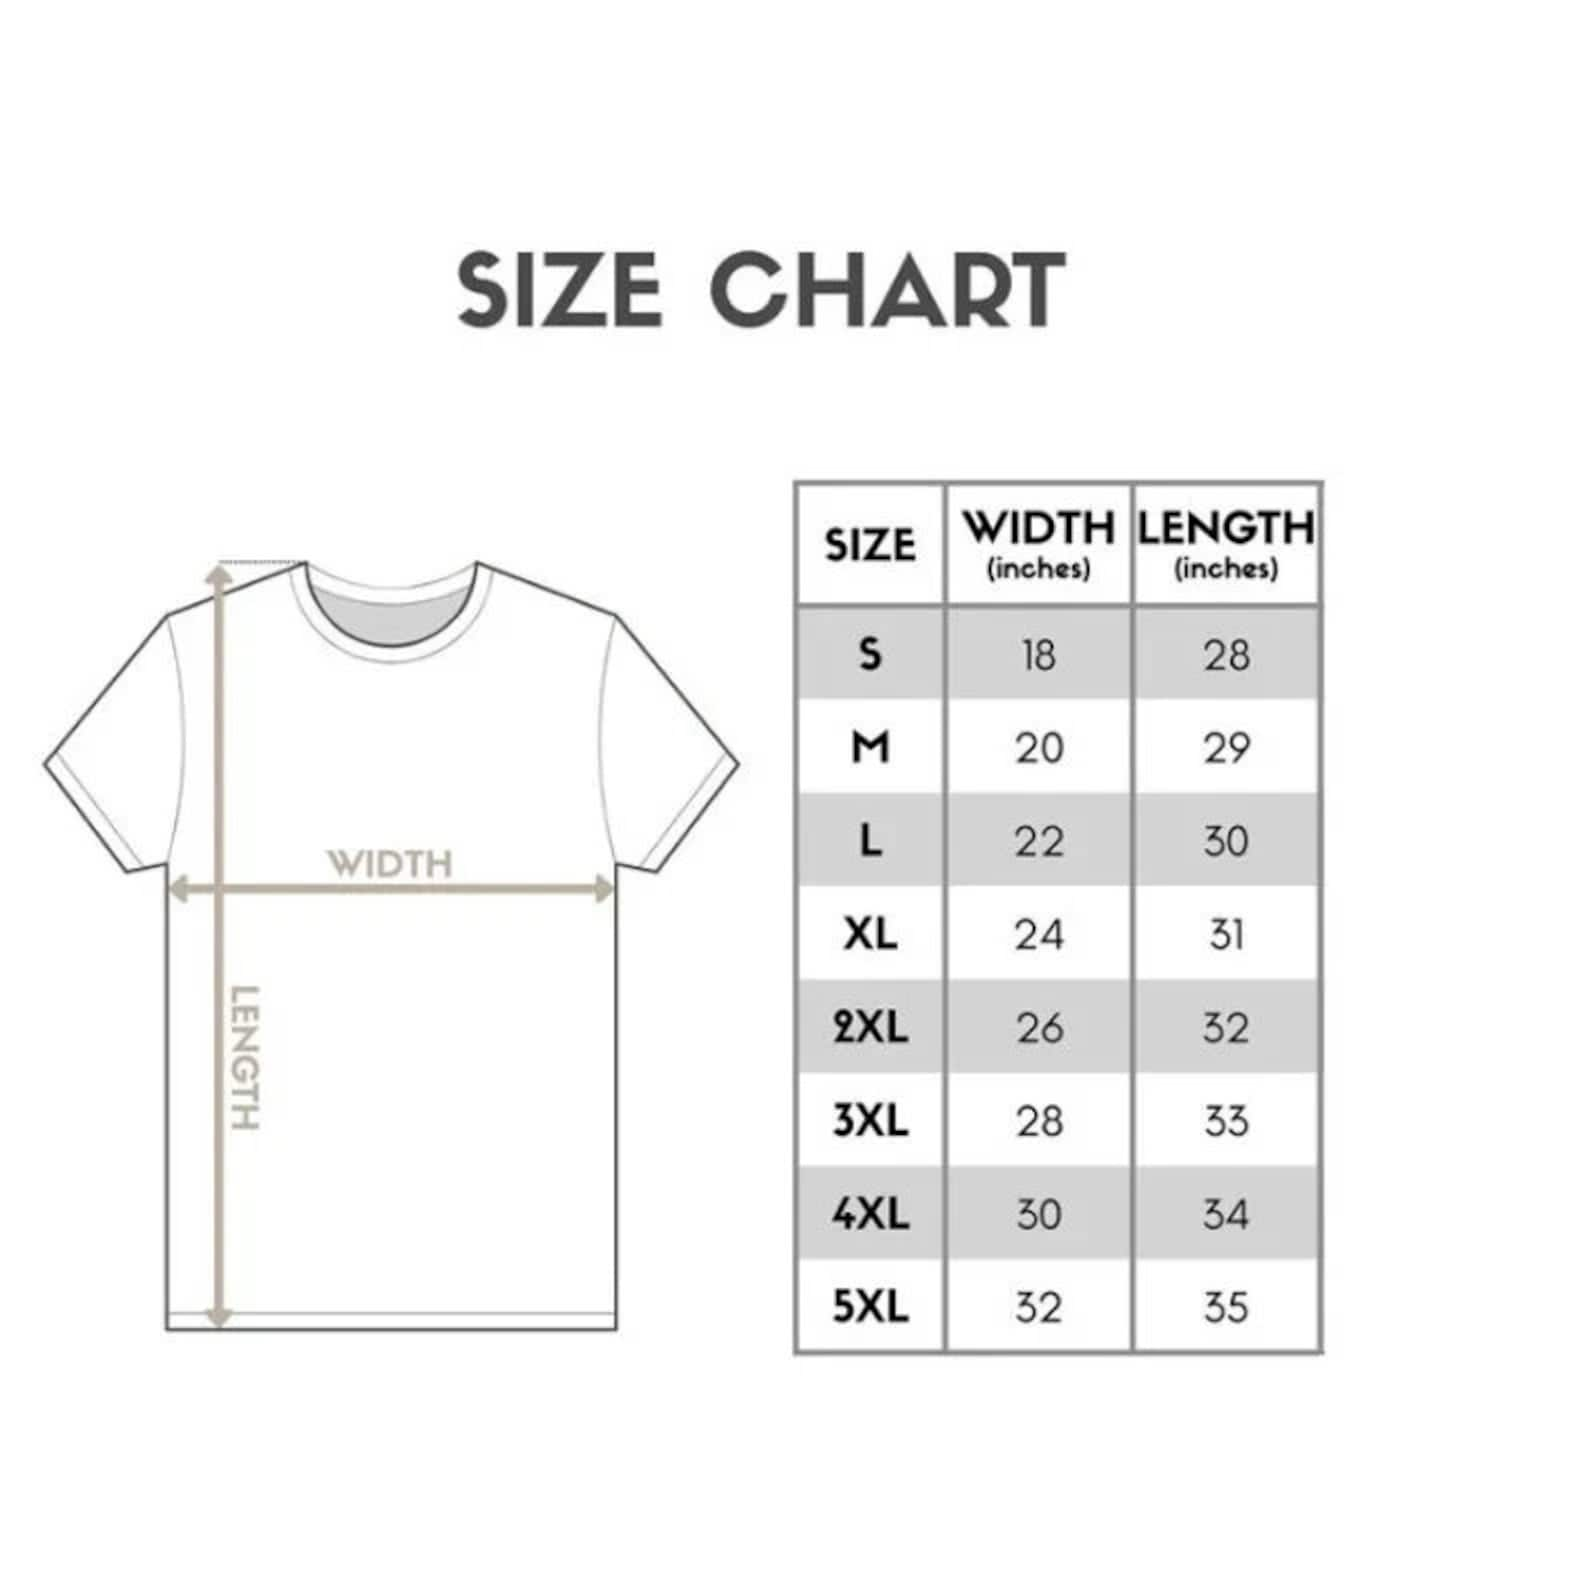 SIZE CHART
WIDTH
LENGTH
SIZE WIDTH (inches) LENGTH (inches)
S 18 28
M 20 29
L 22 30
XL 24 31
2XL 26 32
3XL 28 33
4XL 30 34
5XL 32 35